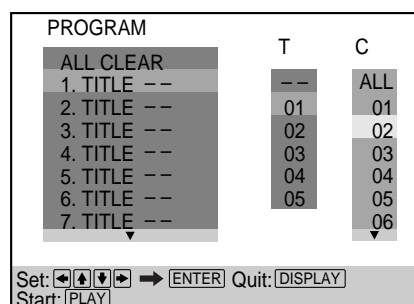 PROGRAM
T C
ALL CLEAR
1. TITLE – –
2. TITLE – –
3. TITLE – –
4. TITLE – –
5. TITLE – –
6. TITLE – –
7. TITLE – –
– –
01
02
03
04
05
ALL
01
02
03
04
05
06
Set: ENTER Quit: DISPLAY
Start: PLAY